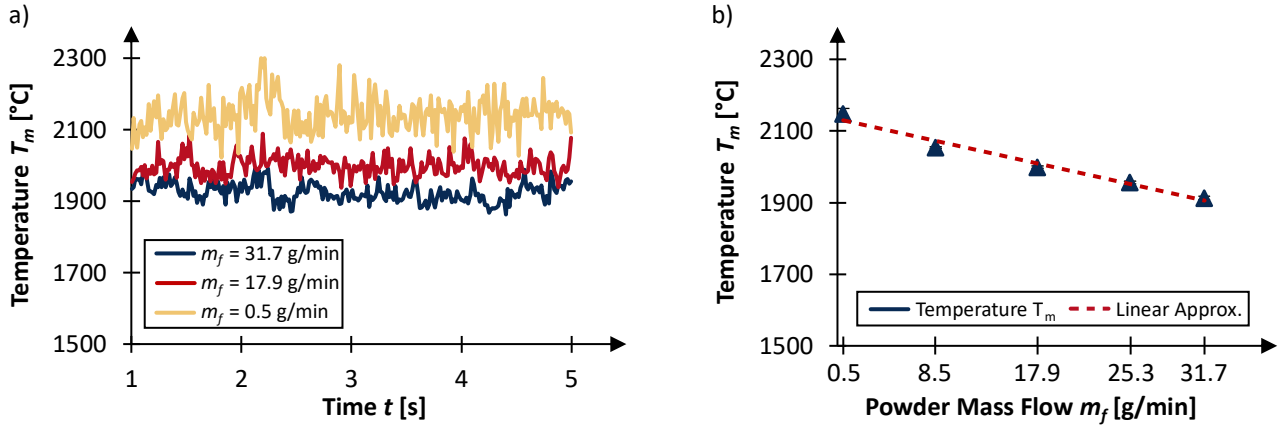 a)
Temperature T_m [°C]
2300
2100
1900
1700
1500
m_f = 31.7 g/min
m_f = 17.9 g/min
m_f = 0.5 g/min
1 2 3 4 5
Time t [s]
b)
Temperature T_m [°C]
2300
2100
1900
1700
1500
Temperature T_m Linear Approx.
0.5 8.5 17.9 25.3 31.7
Powder Mass Flow m_f [g/min]